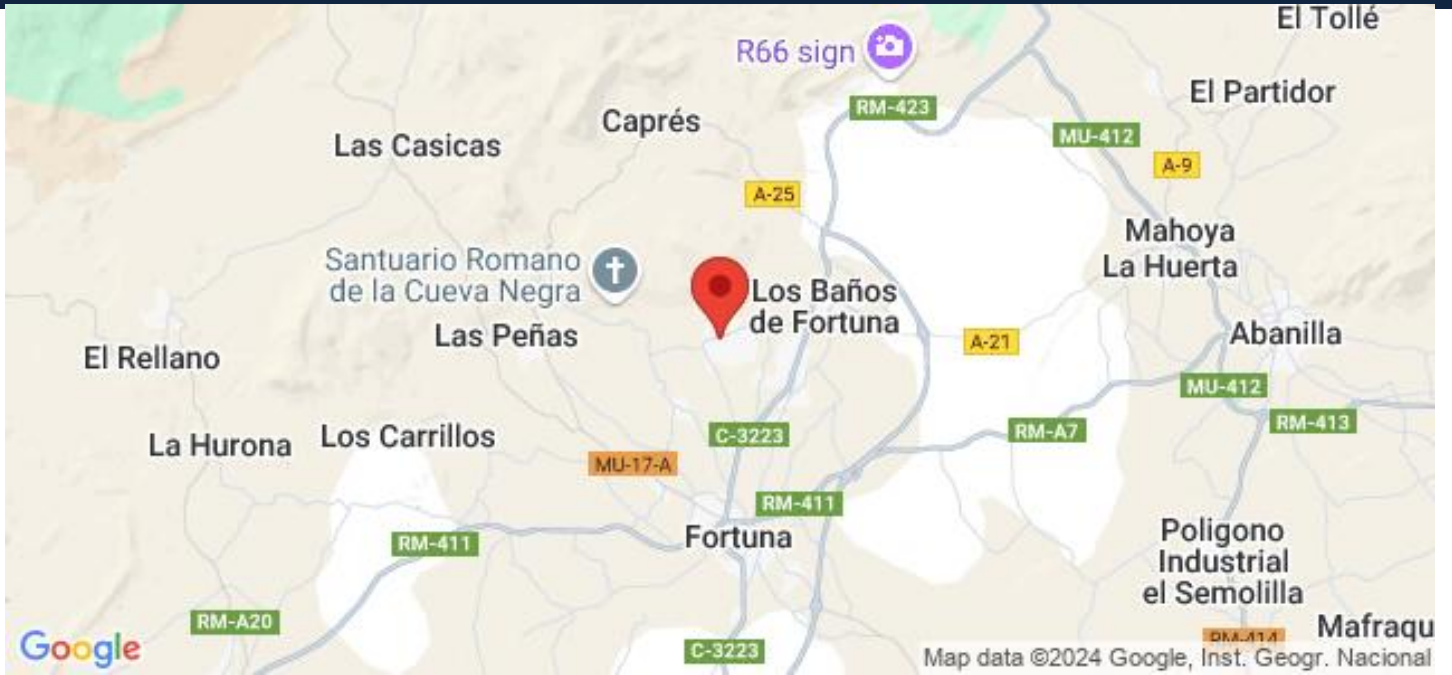 El Tollé
R66 sign
El Partidor
RM-423
Caprés
MU-412
Las Casicas
A-9
A-25
Mahoya
La Huerta
Santuario Romano
de la Cueva Negra
Los Baños
de Fortuna
Las Peñas
A-21
Abanilla
El Rellano
MU-412
RM-413
La Hurona
Los Carrillos
C-3223
RM-A7
MU-17-A
RM-411
Fortuna
RM-411
Poligono
Industrial
el Semolilla
RM-A20
Mafraqu
RM-414
Google
C-3223
Map data ©2024 Google, Inst. Geogr. Nacional